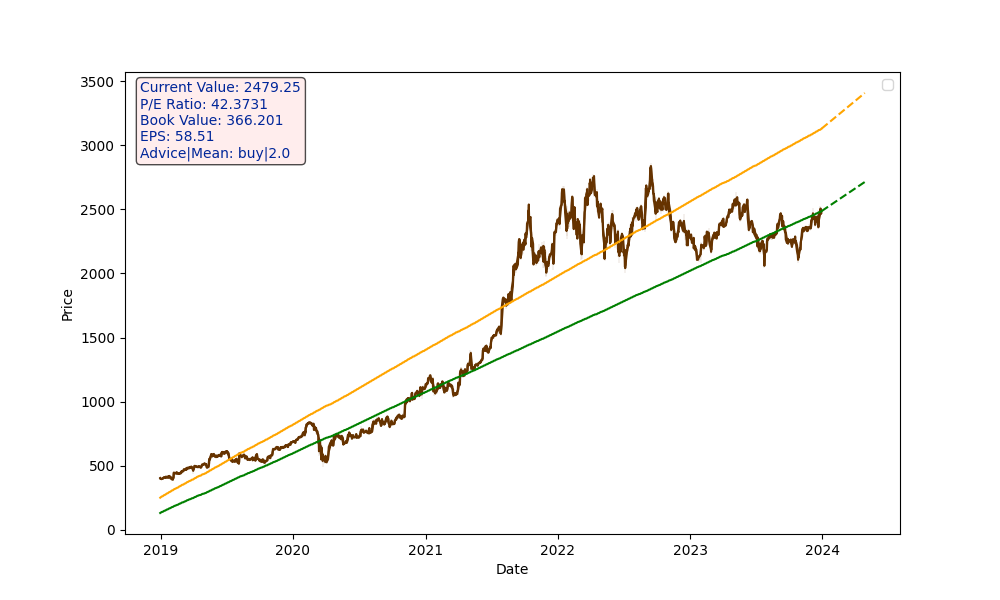 Current Value: 2479.25
P/E Ratio: 42.3731
Book Value: 366.201
EPS: 58.51
Advice|Mean: buy|2.0
3500
3000
2500
2000
1500
1000
500
0
Price
2019 2020 2021 2022 2023 2024
Date